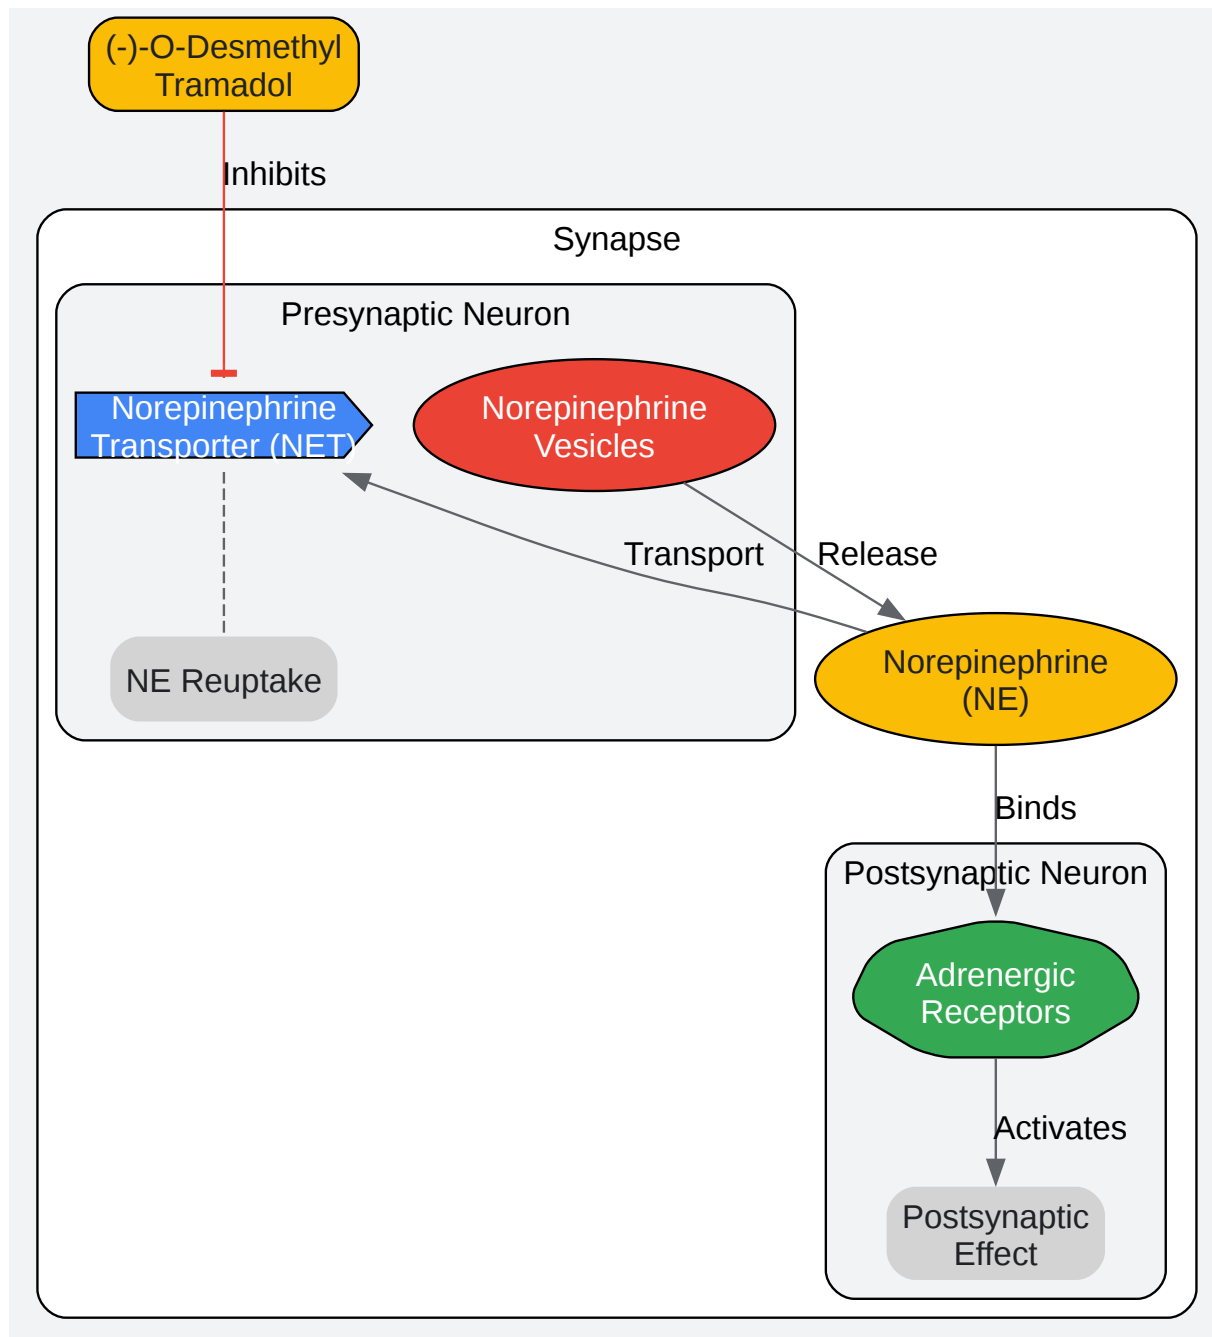 (-)-O-Desmethyl
Tramadol
Inhibits
Synapse
Presynaptic Neuron
Norepinephrine
Transporter (NET)
Norepinephrine
Vesicles
Transport
Release
NE Reuptake
Norepinephrine
(NE)
Binds
Postsynaptic Neuron
Adrenergic
Receptors
Activates
Postsynaptic
Effect